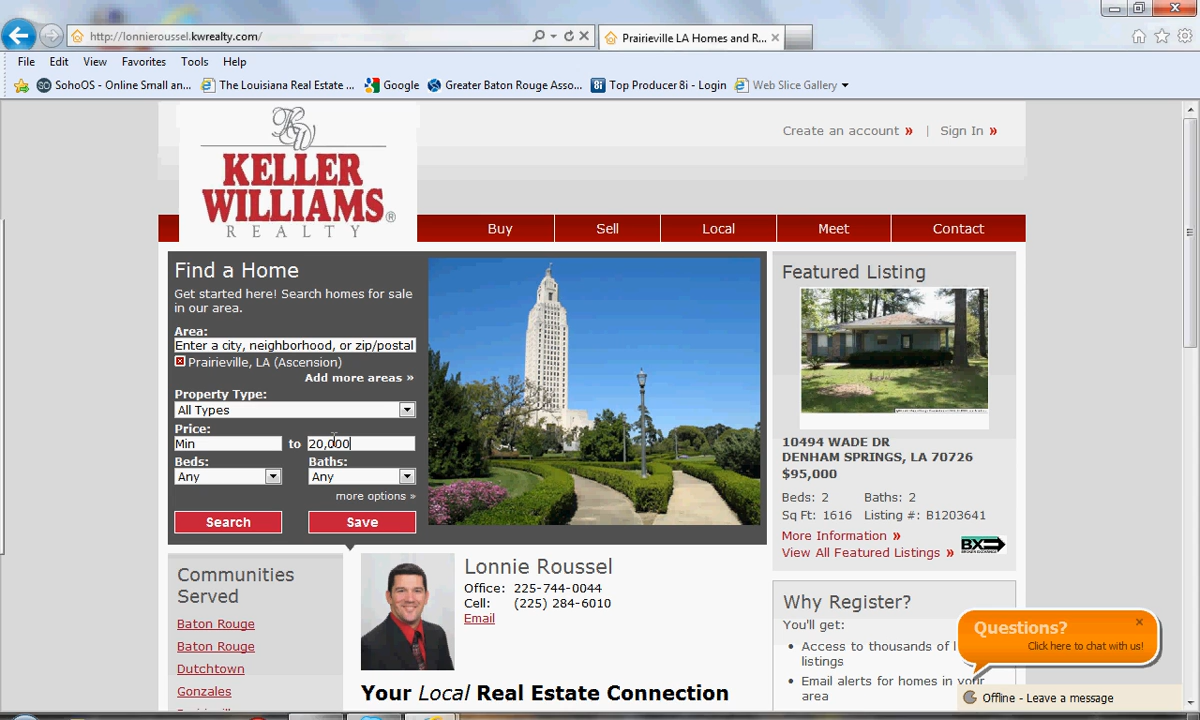 http://lonnieroussel.kwrealty.com/
Prairieville LA Homes and R...
File Edit View Favorites Tools Help
SohoOS - Online Small an... The Louisiana Real Estate ... Google Greater Baton Rouge Asso... 8i Top Producer 8i - Login Web Slice Gallery
Create an account » | Sign In »
KW
KELLER
WILLIAMS®
REALTY
Buy Sell Local Meet Contact
Find a Home
Get started here! Search homes for sale
in our area.
Area:
Enter a city, neighborhood, or zip/postal
Prairieville, LA (Ascension)
Add more areas »
Property Type:
All Types
Price:
Min to 20,000
Beds: Baths:
Any Any
more options »
Search Save
Featured Listing
10494 WADE DR
DENHAM SPRINGS, LA 70726
$95,000
Beds: 2 Baths: 2
Sq Ft: 1616 Listing #: B1203641
More Information »
View All Featured Listings »
BX
Communities
Served
Baton Rouge
Baton Rouge
Dutchtown
Gonzales
Lonnie Roussel
Office: 225-744-0044
Cell: (225) 284-6010
Email
Your Local Real Estate Connection
Why Register?
You'll get:
• Access to thousands of
listings
• Email alerts for homes in your
area
Questions?
Click here to chat with us!
Offline - Leave a message